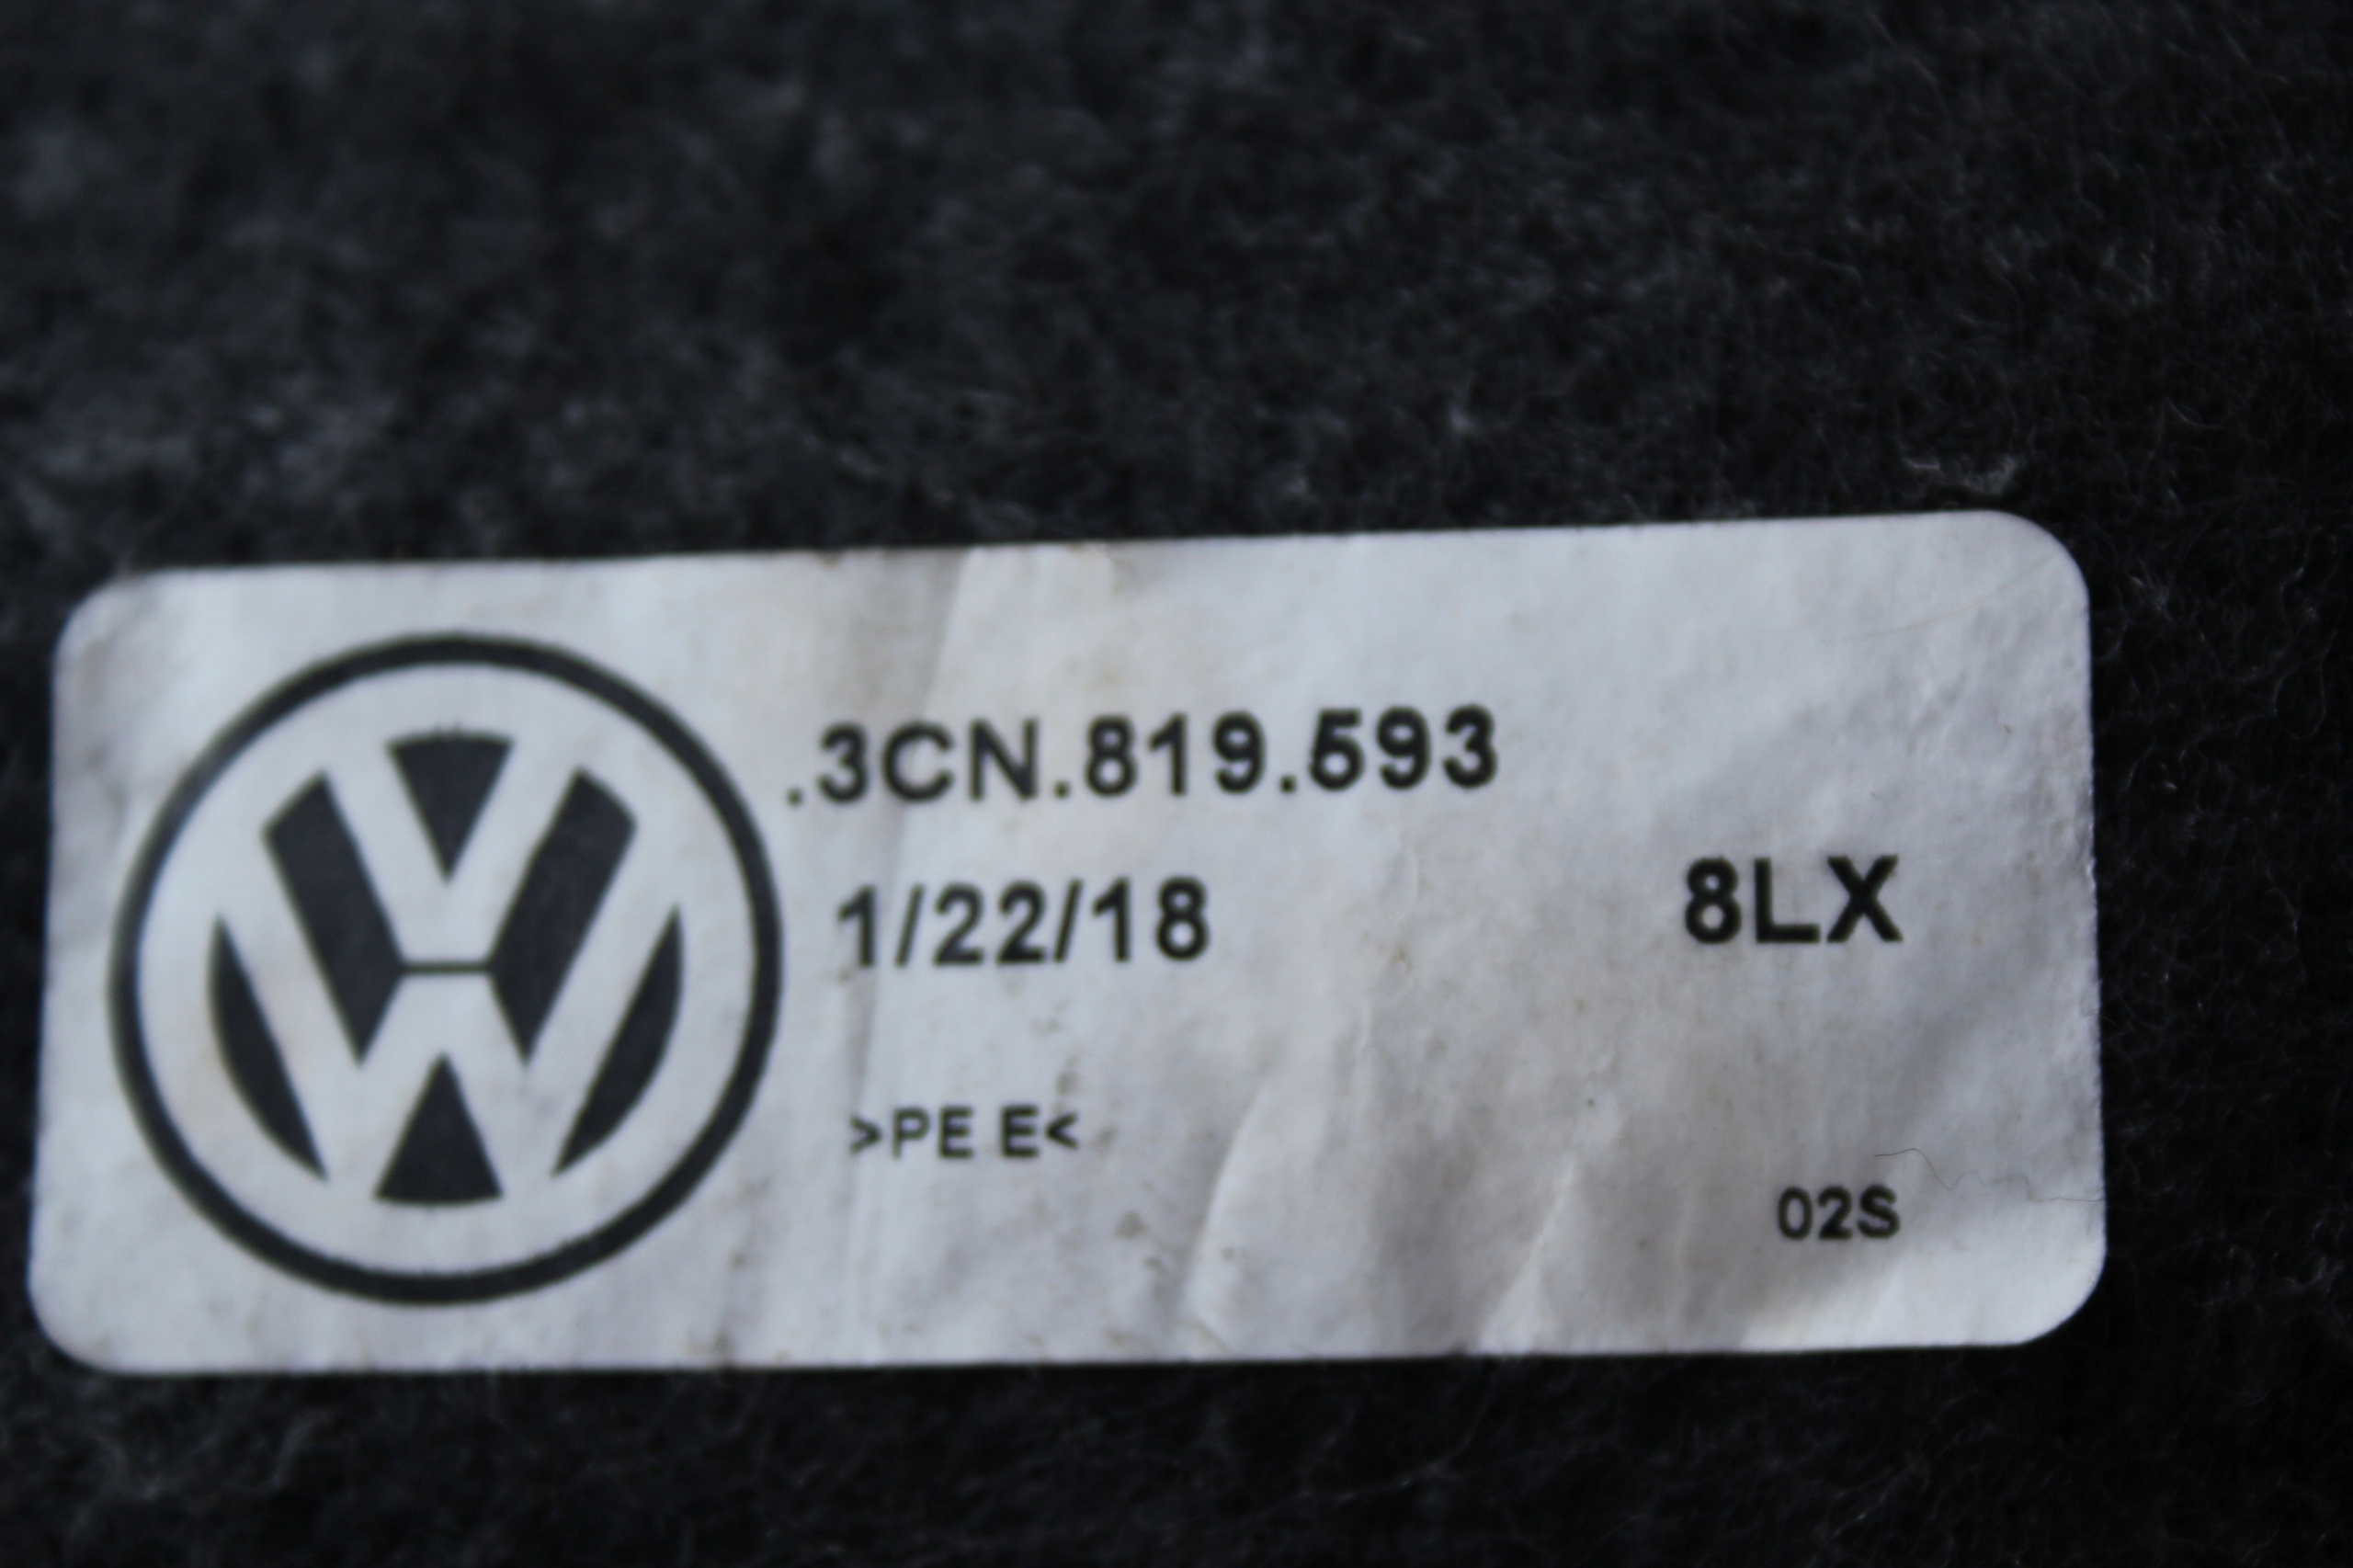 .3CN.819.593
1/22/18
8LX
>PE E<
02S